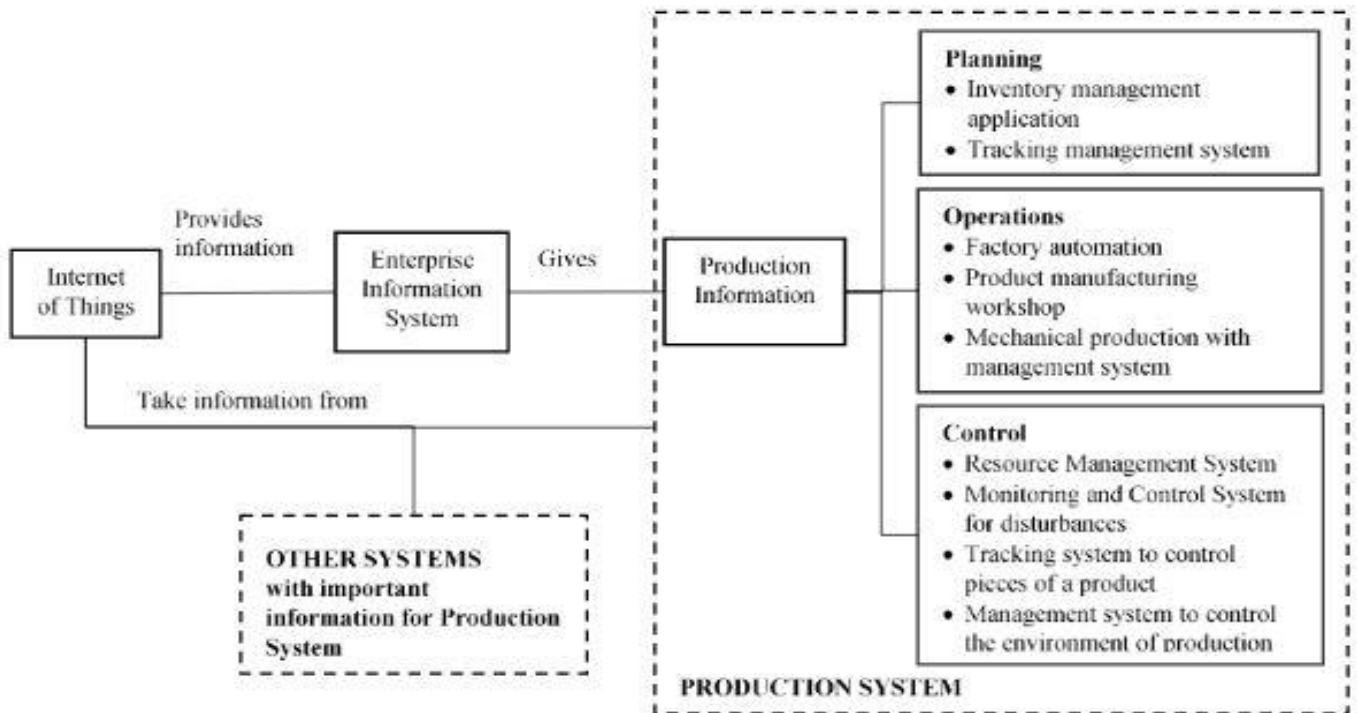 Internet
of Things
Provides
information
Enterprise
Information
System
Gives
Production
Information
Planning
• Inventory management
application
• Tracking management system
Operations
• Factory automation
• Product manufacturing
workshop
• Mechanical production with
management system
Control
• Resource Management System
• Monitoring and Control System
for disturbances
• Tracking system to control
pieces of a product
• Management system to control
the environment of production
Take information from
OTHER SYSTEMS
with important
information for Production
System
PRODUCTION SYSTEM